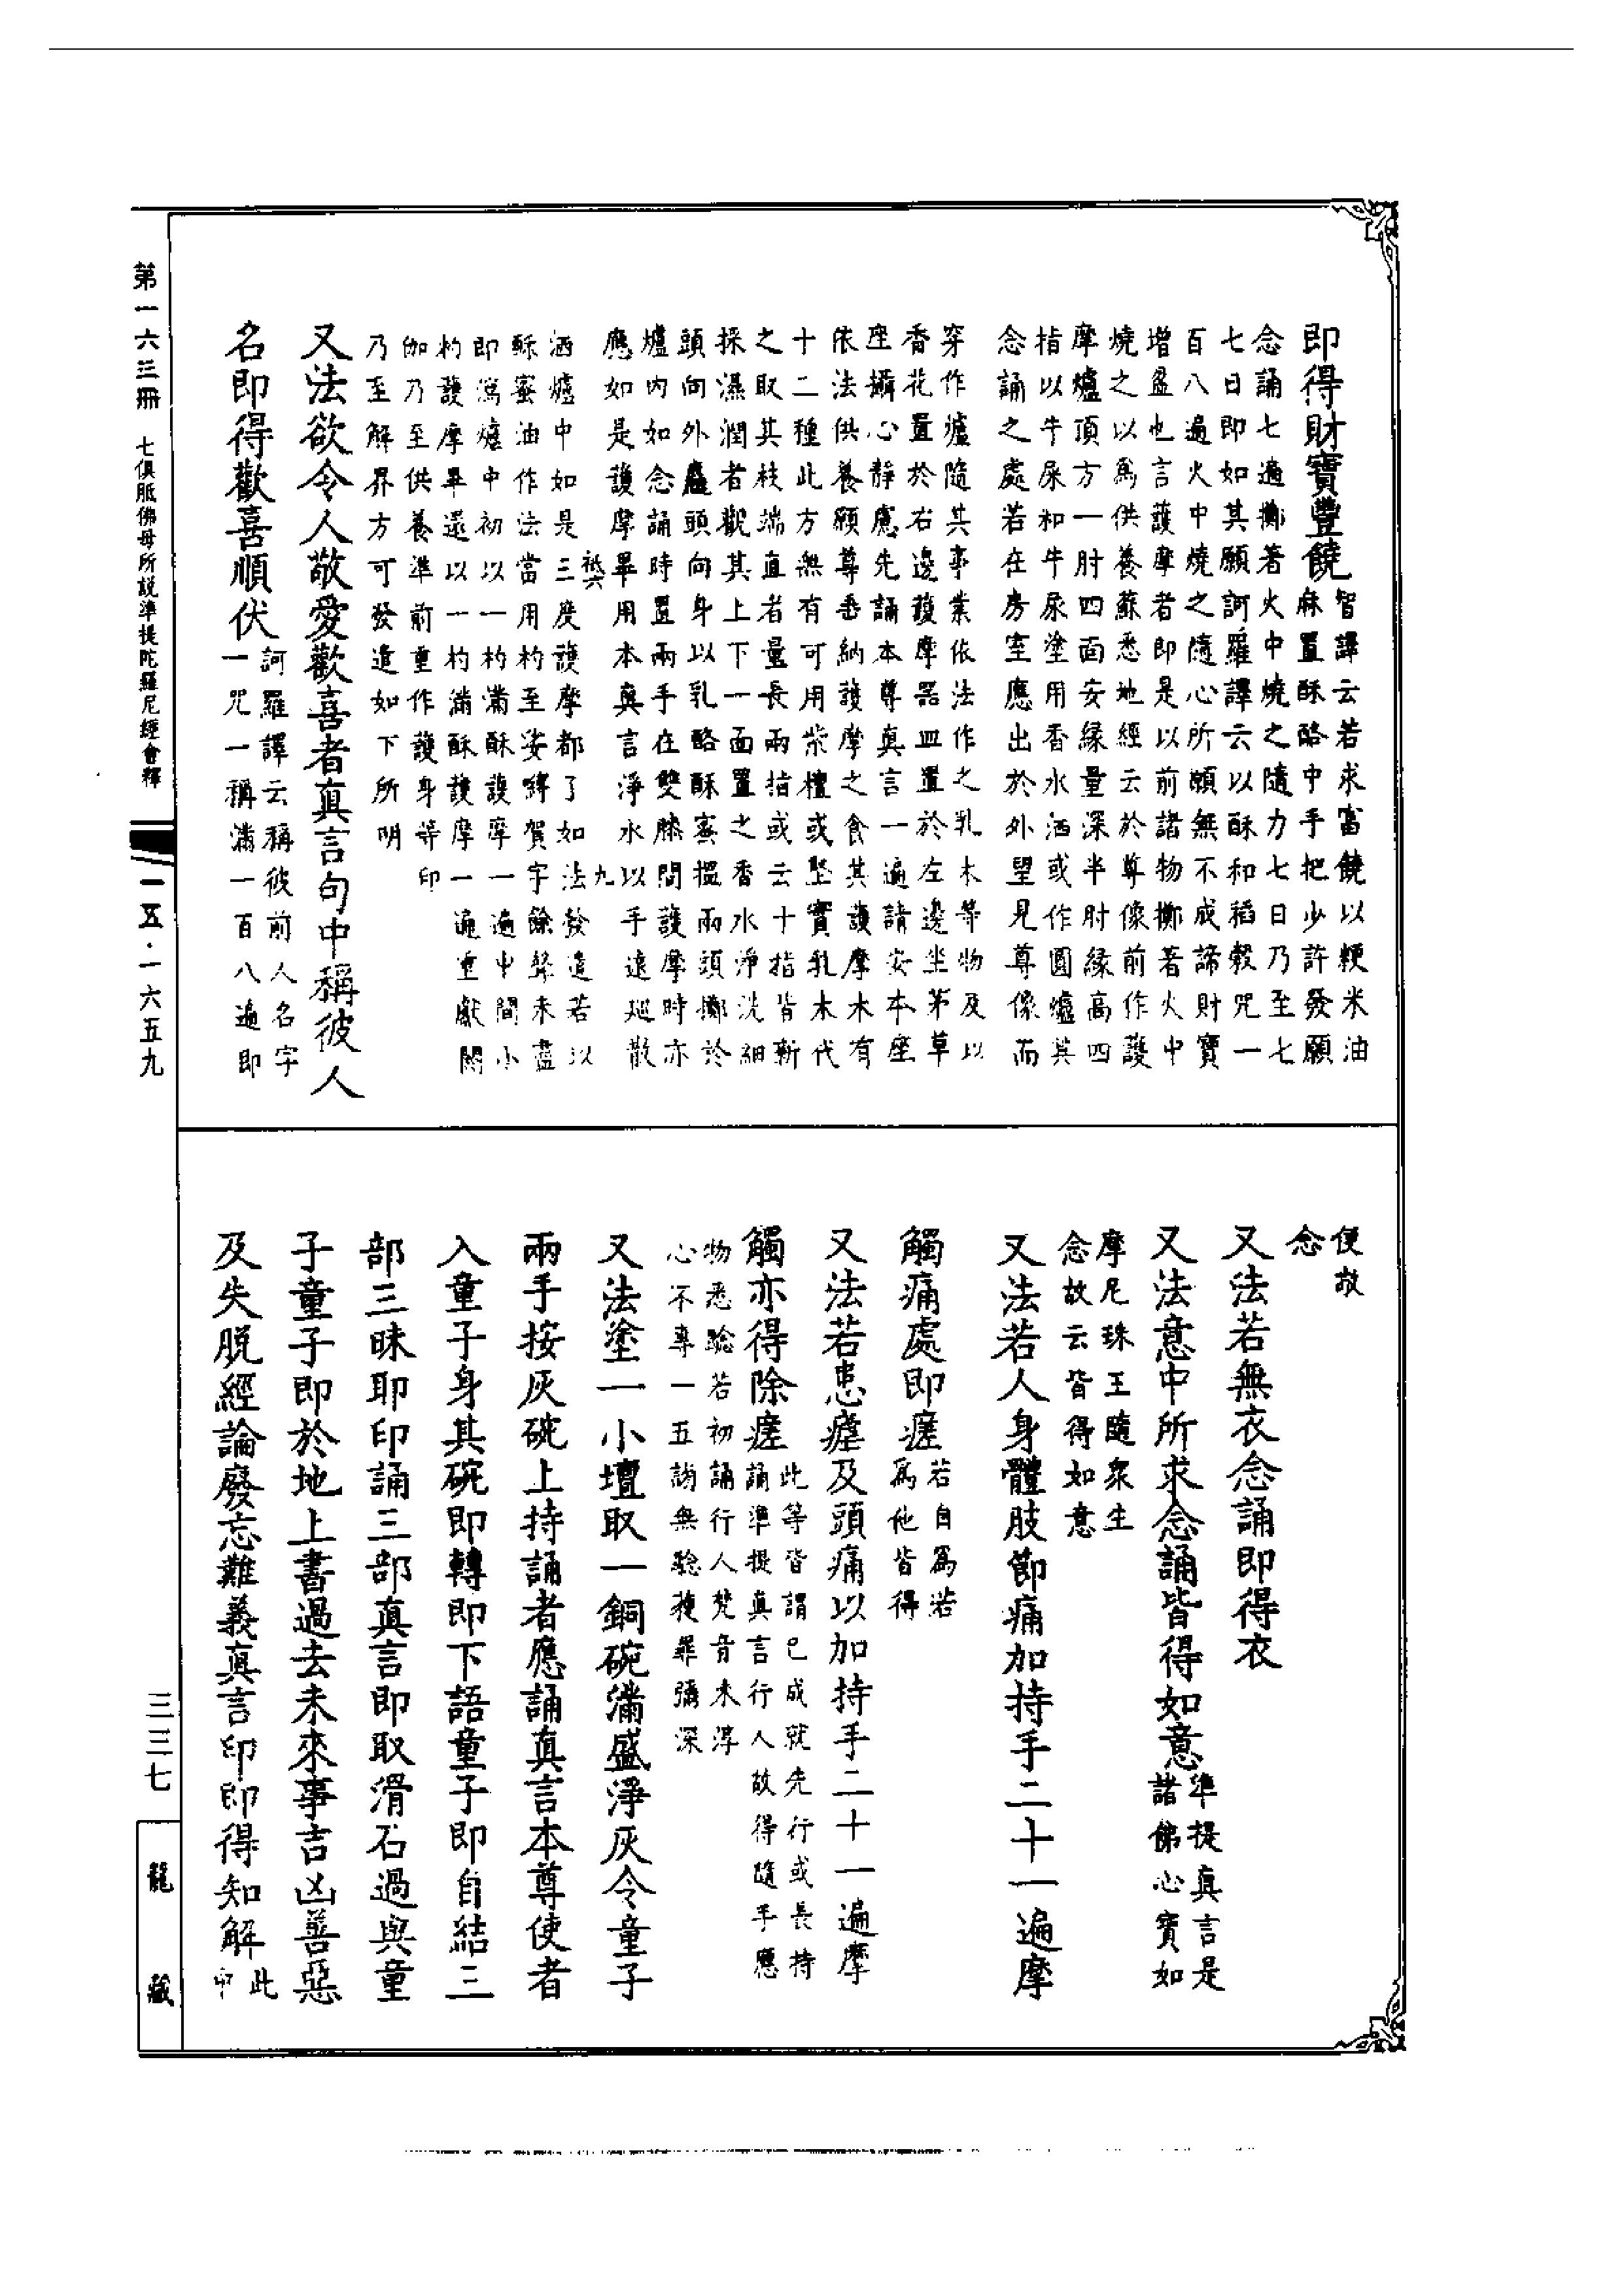 即得財寶豐饒智譯云若求富饒以粳米油
麻置酥酪中手把少許發願
念誦七遍擲著火中燒之隨力七日乃至七
七日即如其願訶羅譯云以酥和稻穀咒一
百八遍火中燒之隨心所願無不成諦財寶
增盈也言護摩者即是以前諸物擲著火中
燒之以為供養蘇悉地經云於尊像前作護
摩爐頂方一肘四面安緣量深半肘緣高四
指以牛屎和牛尿塗用香水洒或作圓爐其
念誦之處若在房室應出於外望見尊像而
穿作爐隨其事業依法作之乳木等物及以
香花置於右邊護摩器皿置於左邊坐茅草
座攝心靜慮先誦本尊真言一遍請安本座
依法供養願尊垂納護摩之食其護摩木有
十二種此方無有可用紫檀或堅實乳木代
之取其枝端直者量長兩指或云十指皆斬
採濕潤者觀其上下一面置之香水淨洗細
頭向外麤頭向身以乳酪酥蜜搵兩頭擲於
爐內如念誦時置兩手在雙膝間護摩時亦
應如是護摩畢用本真言淨水以手遶𢌞散
洒爐中如是三度護摩都了如法發遣若以
酥蜜油作法當用杓至娑嚩賀字餘聲未盡
即瀉爐中初以一杓滿酥護摩一遍中間小
杓護摩畢還以一杓滿酥護摩一遍重獻閼
伽乃至供養準前重作護身等印
乃至解界方可發遣如下所明
又法欲令人敬愛歡喜者真言句中稱彼人
名即得歡喜順伏訶羅譯云稱彼前人名字
一咒一稱滿一百八遍即
便故
念
又法若無衣念誦即得衣
又法意中所求念誦皆得如意準提真言是
諸佛心寶如
摩尼珠王隨眾生
念故云皆得如意
又法若人身體肢節痛加持手二十一遍摩
觸痛處即瘥若自為若
為他皆得
又法若患瘧及頭痛以加持手二十一遍摩
觸亦得除瘥此等皆謂已成就先行或長持
誦準提真言行人故得隨手應
物悉驗若初誦行人梵音未淳
心不專一五誦無驗獲罪彌深
又法塗一小壇取一銅碗滿盛淨灰令童子
兩手按灰碗上持誦者應誦真言本尊使者
入童子身其碗即轉即下語童子即自結三
部三昧耶印誦三部真言即取滑石過與童
子童子即於地上書過去未來事吉凶善惡
及失脫經論廢忘難義真言印即得知解此
中
第一六三冊 七俱胝佛母所說準提陀羅尼經會釋
一五·一六五九
三三七
龍藏